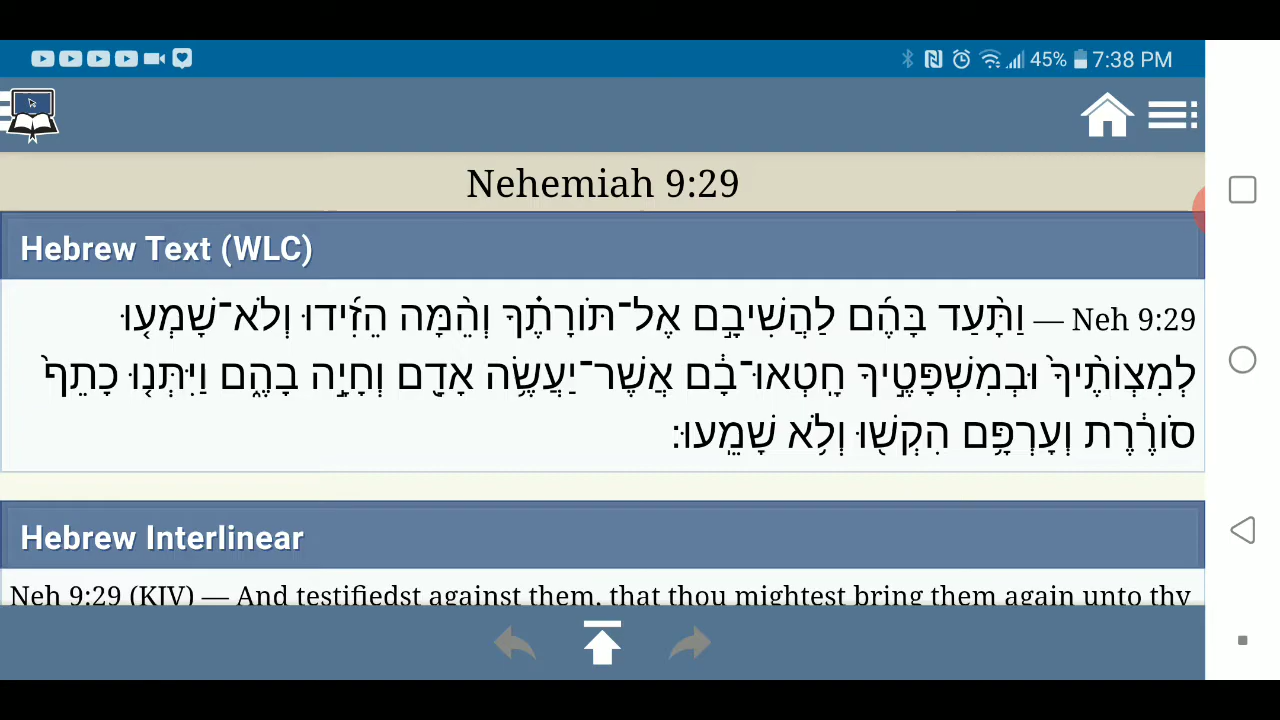 45% 7:38 PM
Nehemiah 9:29
Hebrew Text (WLC)
Neh 9:29 — וַתָּ֨עַד בָּהֶ֜ם לַהֲשִׁיבָ֣ם אֶל־תּוֹרָתֶ֗ךָ וְהֵ֨מָּה הֵזִ֜ידוּ וְלֹא־שָׁמְע֤וּ
לְמִצְוֺתֶ֙יךָ֙ וּבְמִשְׁפָּטֶ֣יךָ חָֽטְאוּ־בָ֔ם אֲשֶׁר־יַעֲשֶׂ֥ה אָדָ֖ם וְחָיָ֣ה בָהֶ֑ם וַיִּתְּנ֤וּ כָתֵף֙
סוֹרֶ֔רֶת וְעָרְפָּ֥ם הִקְשׁ֖וּ וְלֹ֥א שָׁמֵֽעוּ׃
Hebrew Interlinear
Neh 9:29 (KJV) — And testifiedst against them, that thou mightest bring them again unto thy